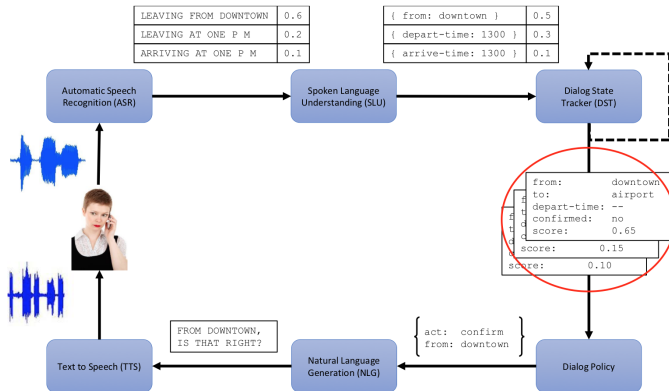 LEAVING FROM DOWNTOWN 0.6
LEAVING AT ONE P M 0.2
ARRIVING AT ONE P M 0.1
{ from: downtown } 0.5
{ depart-time: 1300 } 0.3
{ arrive-time: 1300 } 0.1
Automatic Speech
Recognition (ASR)
Spoken Language
Understanding (SLU)
Dialog State
Tracker (DST)
from: downtown
to: airport
depart-time: --
confirmed: no
score: 0.65
score: 0.15
score: 0.10
FROM DOWNTOWN,
IS THAT RIGHT?
act: confirm
from: downtown
Text to Speech (TTS)
Natural Language
Generation (NLG)
Dialog Policy